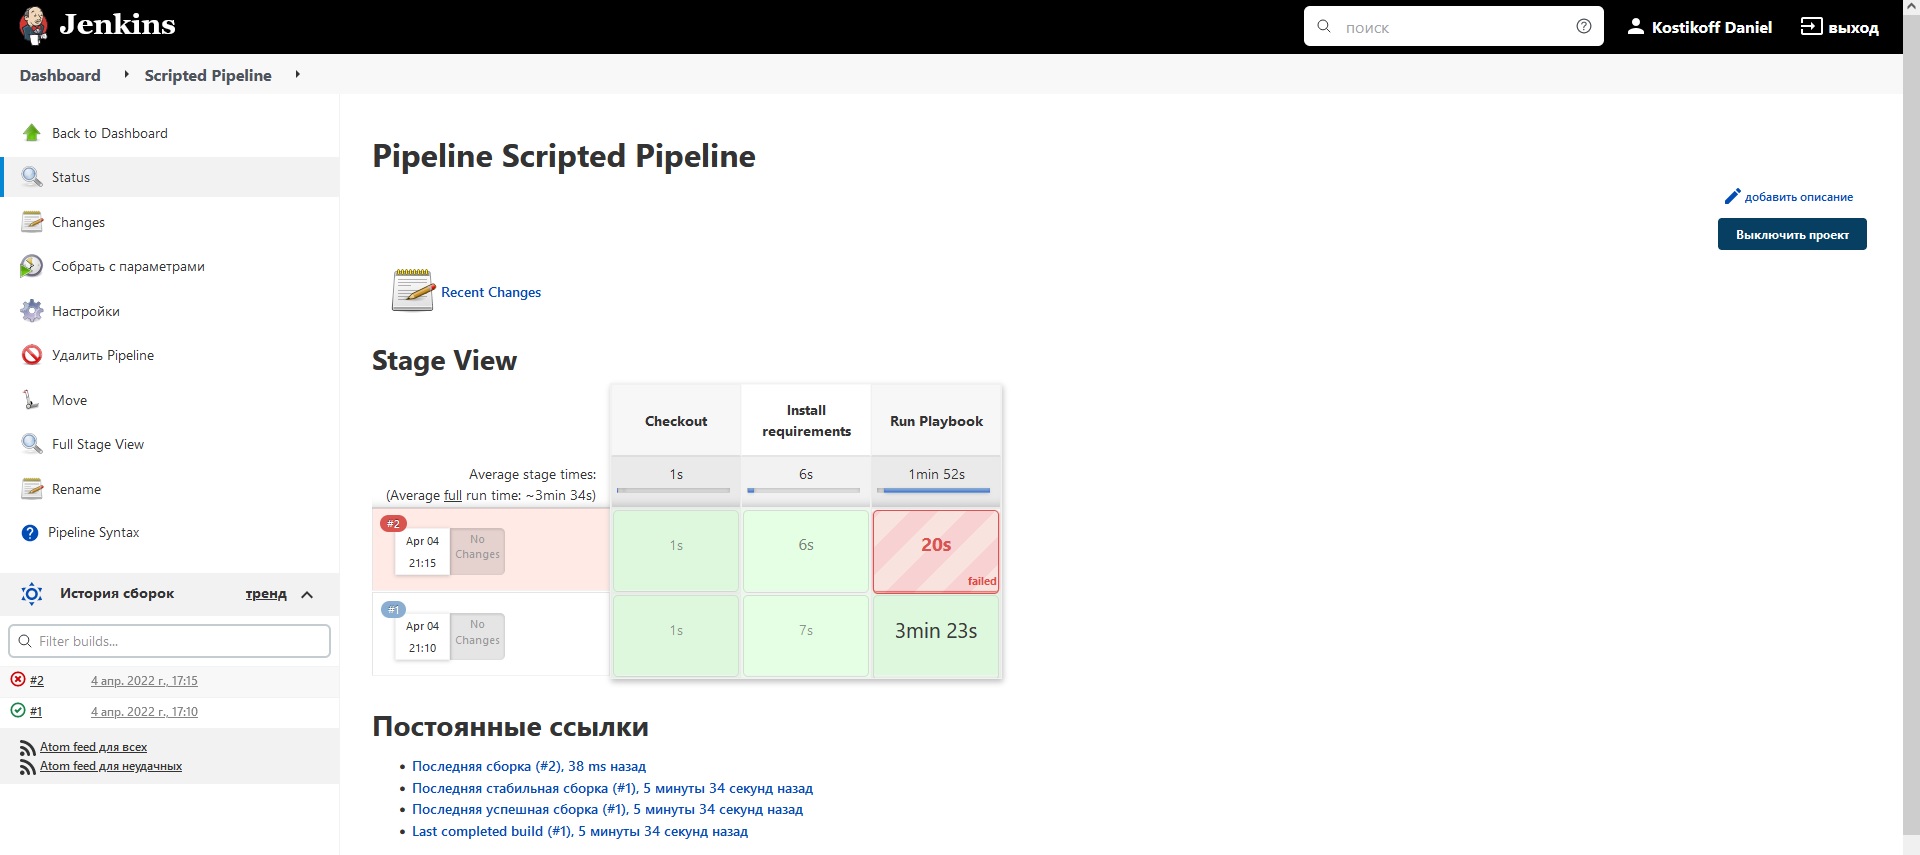 Jenkins
поиск
Kostikoff Daniel
выход
Dashboard
Scripted Pipeline
Back to Dashboard
Status
Changes
Собрать с параметрами
Настройки
Удалить Pipeline
Move
Full Stage View
Rename
Pipeline Syntax
История сборок
тренд
Filter builds...
#2 4 апр. 2022 г., 17:15
#1 4 апр. 2022 г., 17:10
Atom feed для всех
Atom feed для неудачных
Pipeline Scripted Pipeline
добавить описание
Выключить проект
Recent Changes
Stage View
Checkout
Install
requirements
Run Playbook
Average stage times:
(Average full run time: ~3min 34s)
1s
6s
1min 52s
#2
Apr 04
21:15
No
Changes
1s
6s
20s
failed
#1
Apr 04
21:10
No
Changes
1s
7s
3min 23s
Постоянные ссылки
Последняя сборка (#2), 38 ms назад
Последняя стабильная сборка (#1), 5 минуты 34 секунд назад
Последняя успешная сборка (#1), 5 минуты 34 секунд назад
Last completed build (#1), 5 минуты 34 секунд назад